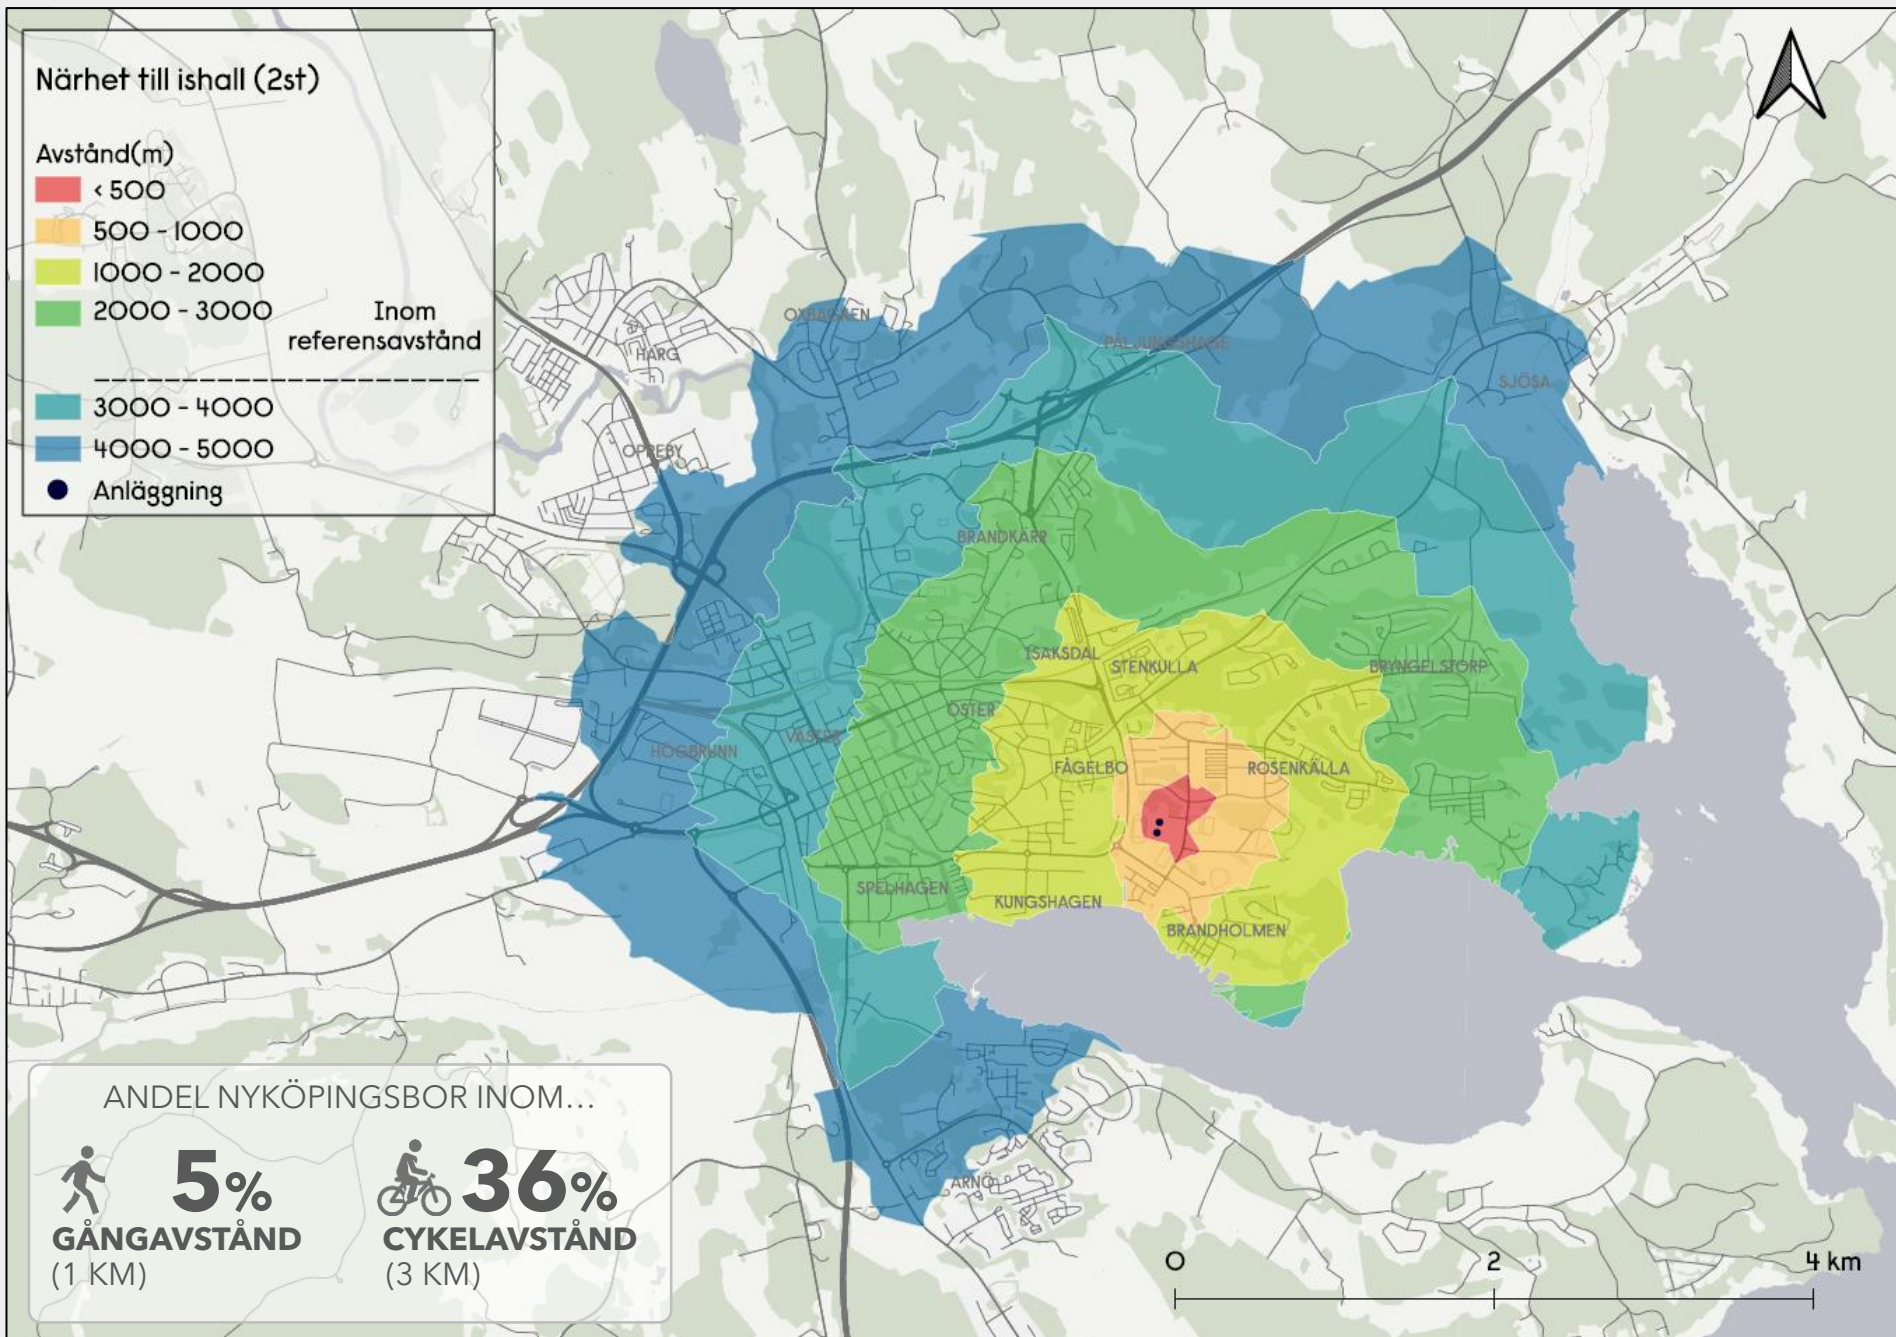 Närhet till ishall (2st)
Avstånd(m)
< 500
500 - 1000
1000 - 2000
2000 - 3000
Inom
referensavstånd
3000 - 4000
4000 - 5000
Anläggning
OXBACKEN
PÅLJUNGSHAGE
HARG
SJÖSA
OPPEBY
BRANDKÄRR
ISAKSDAL
STENKULLA
BRYNGELSTORP
ÖSTER
VÄSTER
HÖGBRUNN
FÅGELBO
ROSENKÄLLA
SPELHAGEN
KUNGSHAGEN
BRANDHOLMEN
ARNÖ
ANDEL NYKÖPINGSBOR INOM...
5%
GÅNGAVSTÅND
(1 KM)
36%
CYKELAVSTÅND
(3 KM)
0 2 4 km